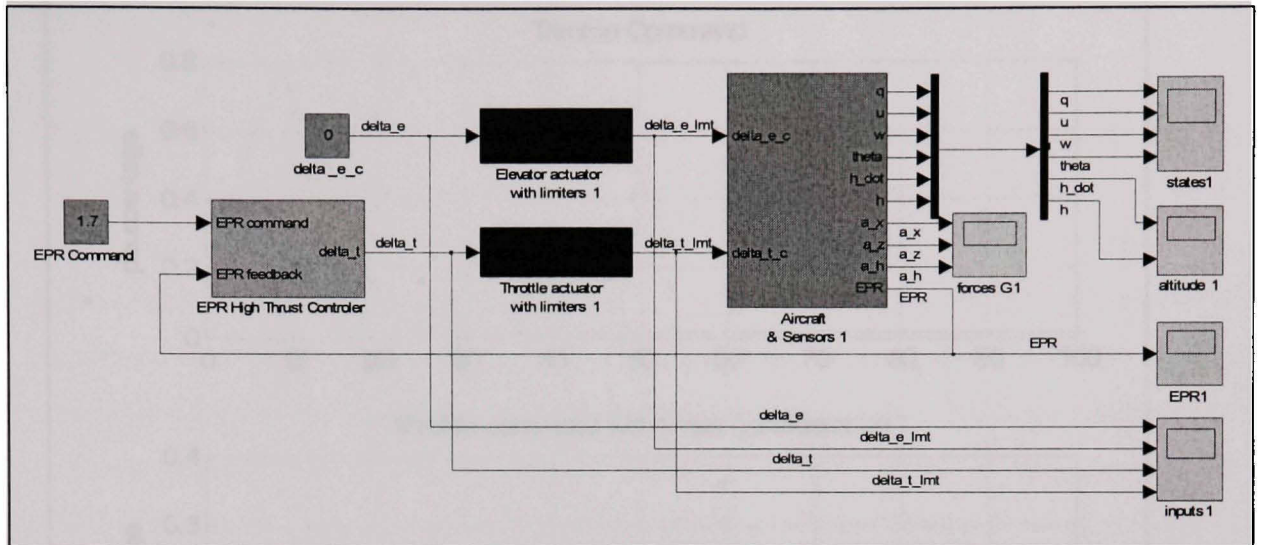 0
delta_e
delta _e_c
1.7
EPR Command
EPR command
EPR feedback
delta_t
EPR High Thrust Controler
delta_t
Elevator actuator
with limiters 1
Throttle actuator
with limiters 1
delta_e_lmt
delta_t_lmt
delta_e_c
delta_t_c
q
u
w
theta
h_dot
h
a_x
a_z
a_h
EPR
Aircraft
& Sensors 1
a_x
a_z
a_h
EPR
forces G1
q
u
w
theta
h_dot
h
states1
altitude 1
EPR
EPR1
delta_e
delta_e_lmt
delta_t
delta_t_lmt
inputs 1